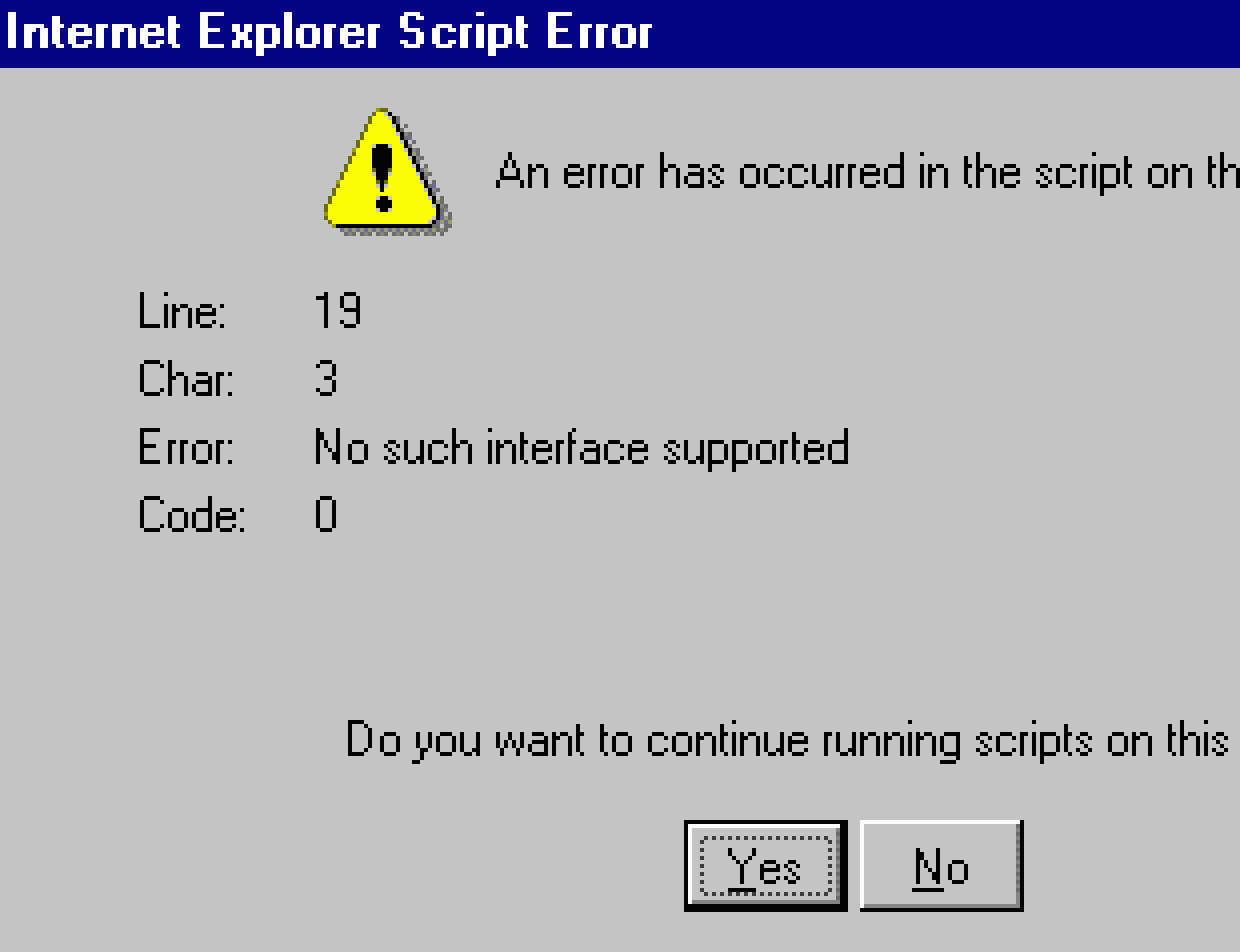 Internet Explorer Script Error
An error has occurred in the script on th
Line: 19
Char: 3
Error: No such interface supported
Code: 0
Do you want to continue running scripts on this
Yes No